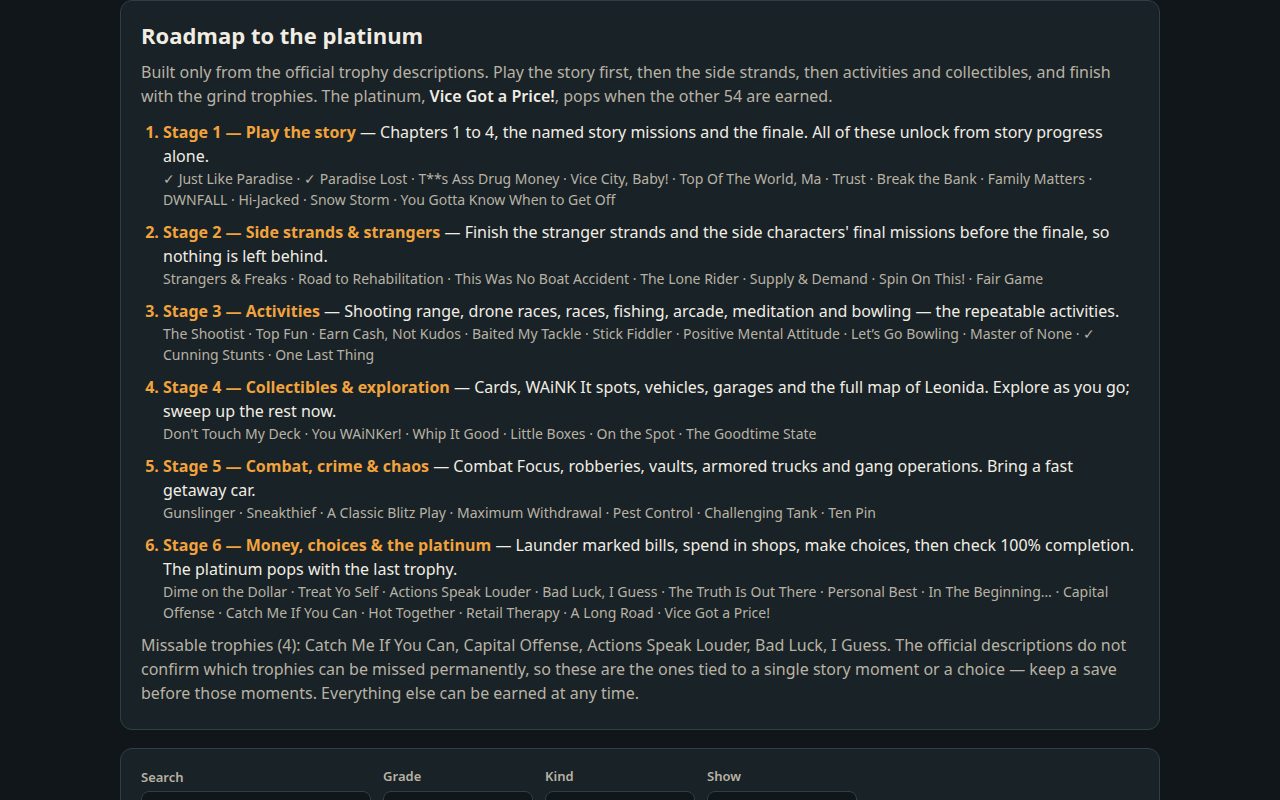 Roadmap to the platinum
Built only from the official trophy descriptions. Play the story first, then the side strands, then activities and collectibles, and finish
with the grind trophies. The platinum, Vice Got a Price!, pops when the other 54 are earned.
1. Stage 1 — Play the story — Chapters 1 to 4, the named story missions and the finale. All of these unlock from story progress
alone.
✓ Just Like Paradise · ✓ Paradise Lost · T**s Ass Drug Money · Vice City, Baby! · Top Of The World, Ma · Trust · Break the Bank · Family Matters ·
DWNFALL · Hi-Jacked · Snow Storm · You Gotta Know When to Get Off
2. Stage 2 — Side strands & strangers — Finish the stranger strands and the side characters' final missions before the finale, so
nothing is left behind.
Strangers & Freaks · Road to Rehabilitation · This Was No Boat Accident · The Lone Rider · Supply & Demand · Spin On This! · Fair Game
3. Stage 3 — Activities — Shooting range, drone races, races, fishing, arcade, meditation and bowling — the repeatable activities.
The Shootist · Top Fun · Earn Cash, Not Kudos · Baited My Tackle · Stick Fiddler · Positive Mental Attitude · Let’s Go Bowling · Master of None · ✓
Cunning Stunts · One Last Thing
4. Stage 4 — Collectibles & exploration — Cards, WAiNK It spots, vehicles, garages and the full map of Leonida. Explore as you go;
sweep up the rest now.
Don't Touch My Deck · You WAiNKer! · Whip It Good · Little Boxes · On the Spot · The Goodtime State
5. Stage 5 — Combat, crime & chaos — Combat Focus, robberies, vaults, armored trucks and gang operations. Bring a fast
getaway car.
Gunslinger · Sneakthief · A Classic Blitz Play · Maximum Withdrawal · Pest Control · Challenging Tank · Ten Pin
6. Stage 6 — Money, choices & the platinum — Launder marked bills, spend in shops, make choices, then check 100% completion.
The platinum pops with the last trophy.
Dime on the Dollar · Treat Yo Self · Actions Speak Louder · Bad Luck, I Guess · The Truth Is Out There · Personal Best · In The Beginning... · Capital
Offense · Catch Me If You Can · Hot Together · Retail Therapy · A Long Road · Vice Got a Price!
Missable trophies (4): Catch Me If You Can, Capital Offense, Actions Speak Louder, Bad Luck, I Guess. The official descriptions do not
confirm which trophies can be missed permanently, so these are the ones tied to a single story moment or a choice — keep a save
before those moments. Everything else can be earned at any time.
Search Grade Kind Show